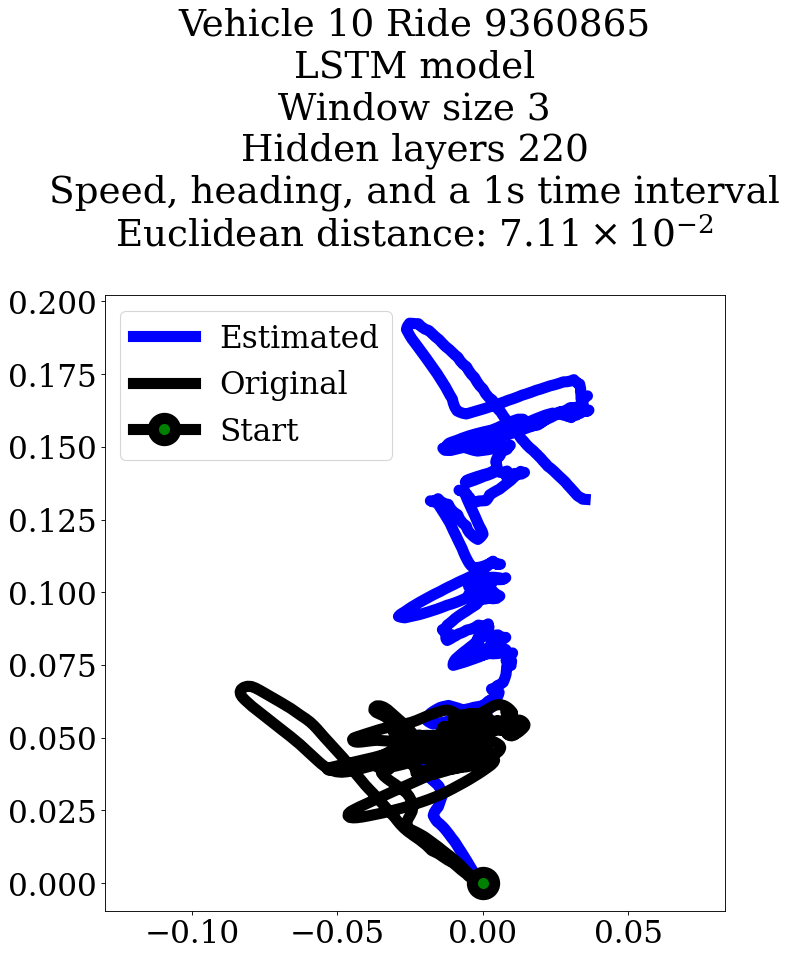 Vehicle 10 Ride 9360865
LSTM model
Window size 3
Hidden layers 220
Speed, heading, and a 1s time interval
Euclidean distance: 7.11 × 10⁻²
0.200
Estimated
0.175
Original
Start
0.150
0.125
0.100
0.075
0.050
0.025
0.000
−0.10 −0.05 0.00 0.05